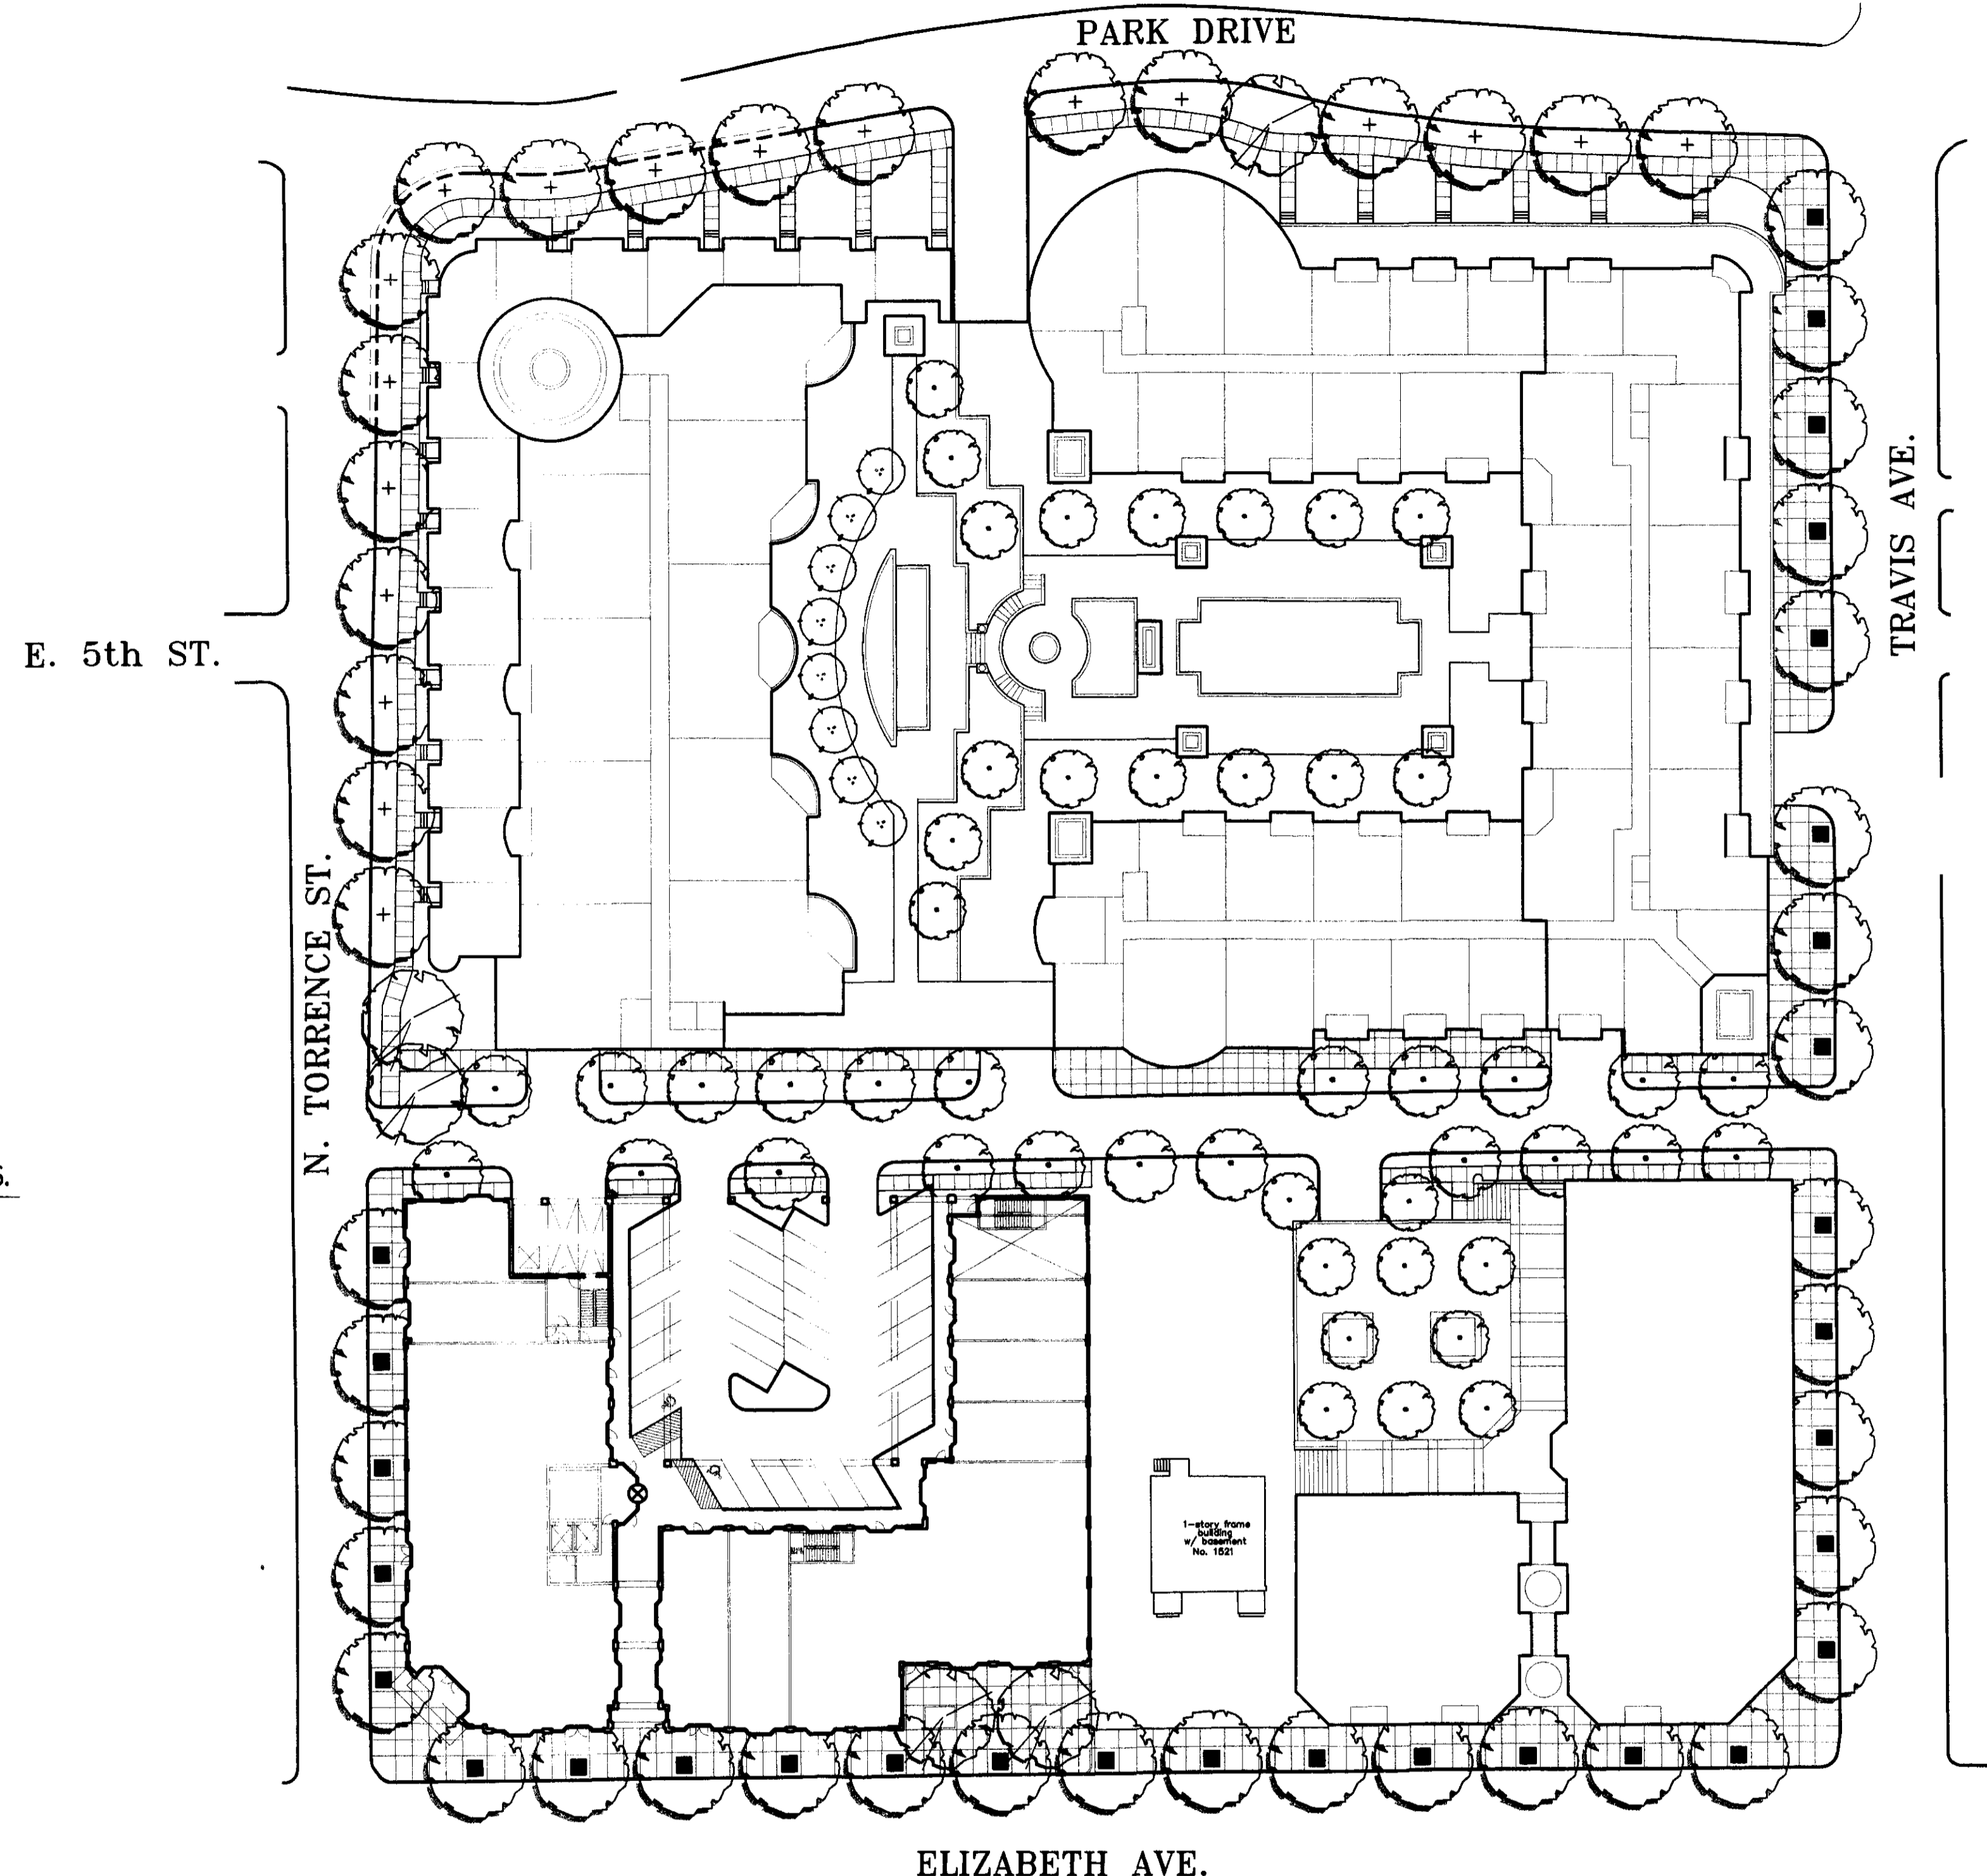 PARK DRIVE
TRAVIS AVE.
E. 5th ST.
N. TORRENCE ST.
1-story frame
building
w/ basement
No. 1521
ELIZABETH AVE.